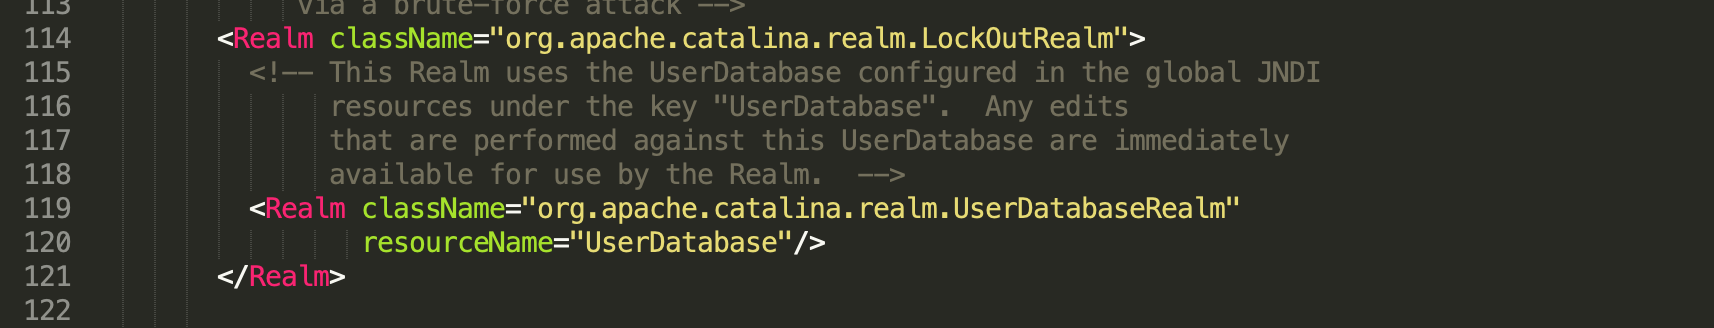 113 via a brute-force attack -->
114 <Realm className="org.apache.catalina.realm.LockOutRealm">
115 <!-- This Realm uses the UserDatabase configured in the global JNDI
116 resources under the key "UserDatabase".  Any edits
117 that are performed against this UserDatabase are immediately
118 available for use by the Realm.  -->
119 <Realm className="org.apache.catalina.realm.UserDatabaseRealm"
120 resourceName="UserDatabase"/>
121 </Realm>
122